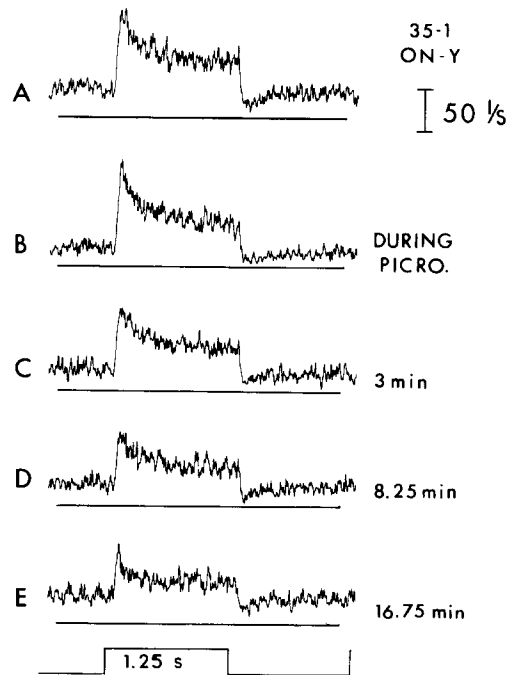 35-1
ON-Y
A
50 I/s
B
DURING
PICRO.
C
3 min
D
8.25 min
E
16.75 min
1.25 s